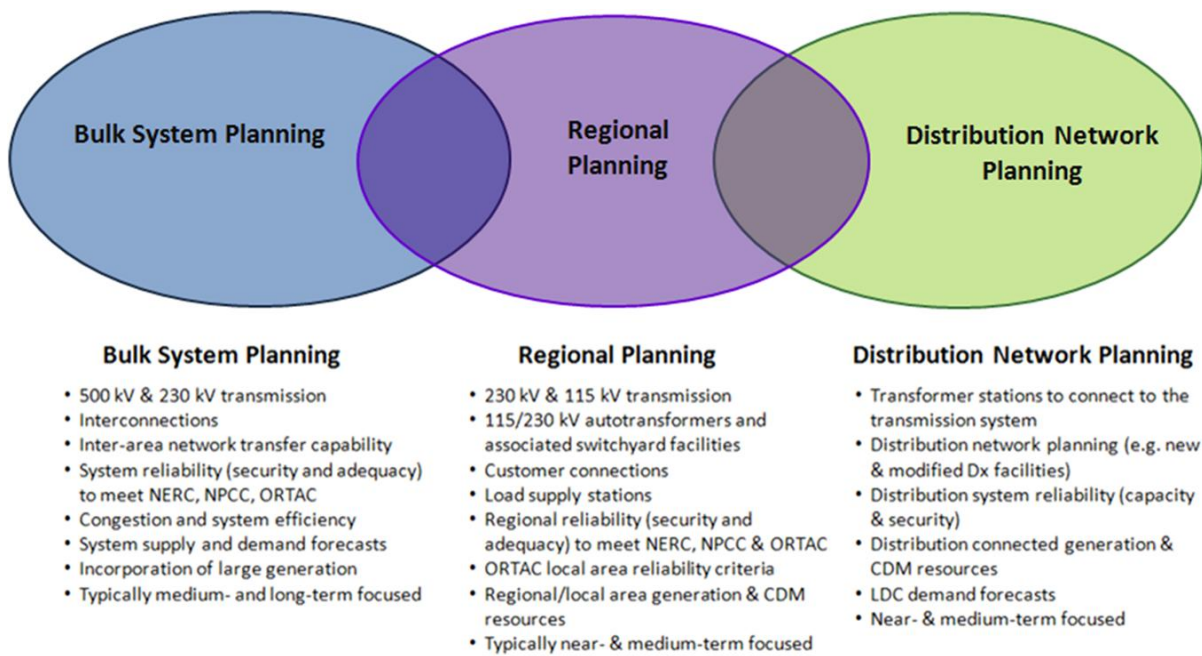 Bulk System Planning
Regional
Planning
Distribution Network
Planning
Bulk System Planning
• 500 kV & 230 kV transmission
• Interconnections
• Inter-area network transfer capability
• System reliability (security and adequacy)
to meet NERC, NPCC, ORTAC
• Congestion and system efficiency
• System supply and demand forecasts
• Incorporation of large generation
• Typically medium- and long-term focused
Regional Planning
• 230 kV & 115 kV transmission
• 115/230 kV autotransformers and
associated switchyard facilities
• Customer connections
• Load supply stations
• Regional reliability (security and
adequacy) to meet NERC, NPCC & ORTAC
• ORTAC local area reliability criteria
• Regional/local area generation & CDM
resources
• Typically near- & medium-term focused
Distribution Network Planning
• Transformer stations to connect to the
transmission system
• Distribution network planning (e.g. new
& modified Dx facilities)
• Distribution system reliability (capacity
& security)
• Distribution connected generation &
CDM resources
• LDC demand forecasts
• Near- & medium-term focused